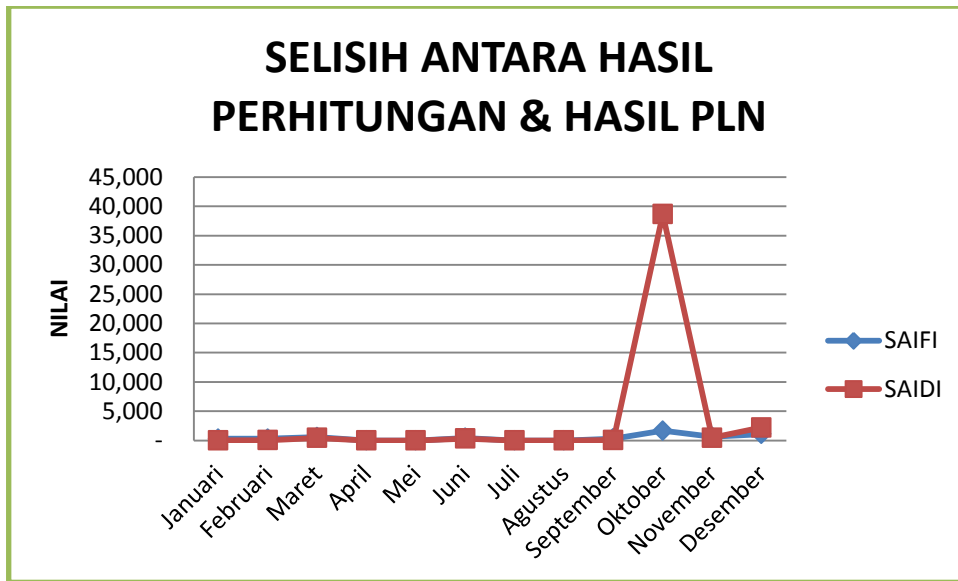 SELISIH ANTARA HASIL
PERHITUNGAN & HASIL PLN
NILAI
45,000
40,000
35,000
30,000
25,000
20,000
15,000
10,000
5,000
-
Januari
Februari
Maret
April
Mei
Juni
Juli
Agustus
September
Oktober
November
Desember
SAIFI
SAIDI